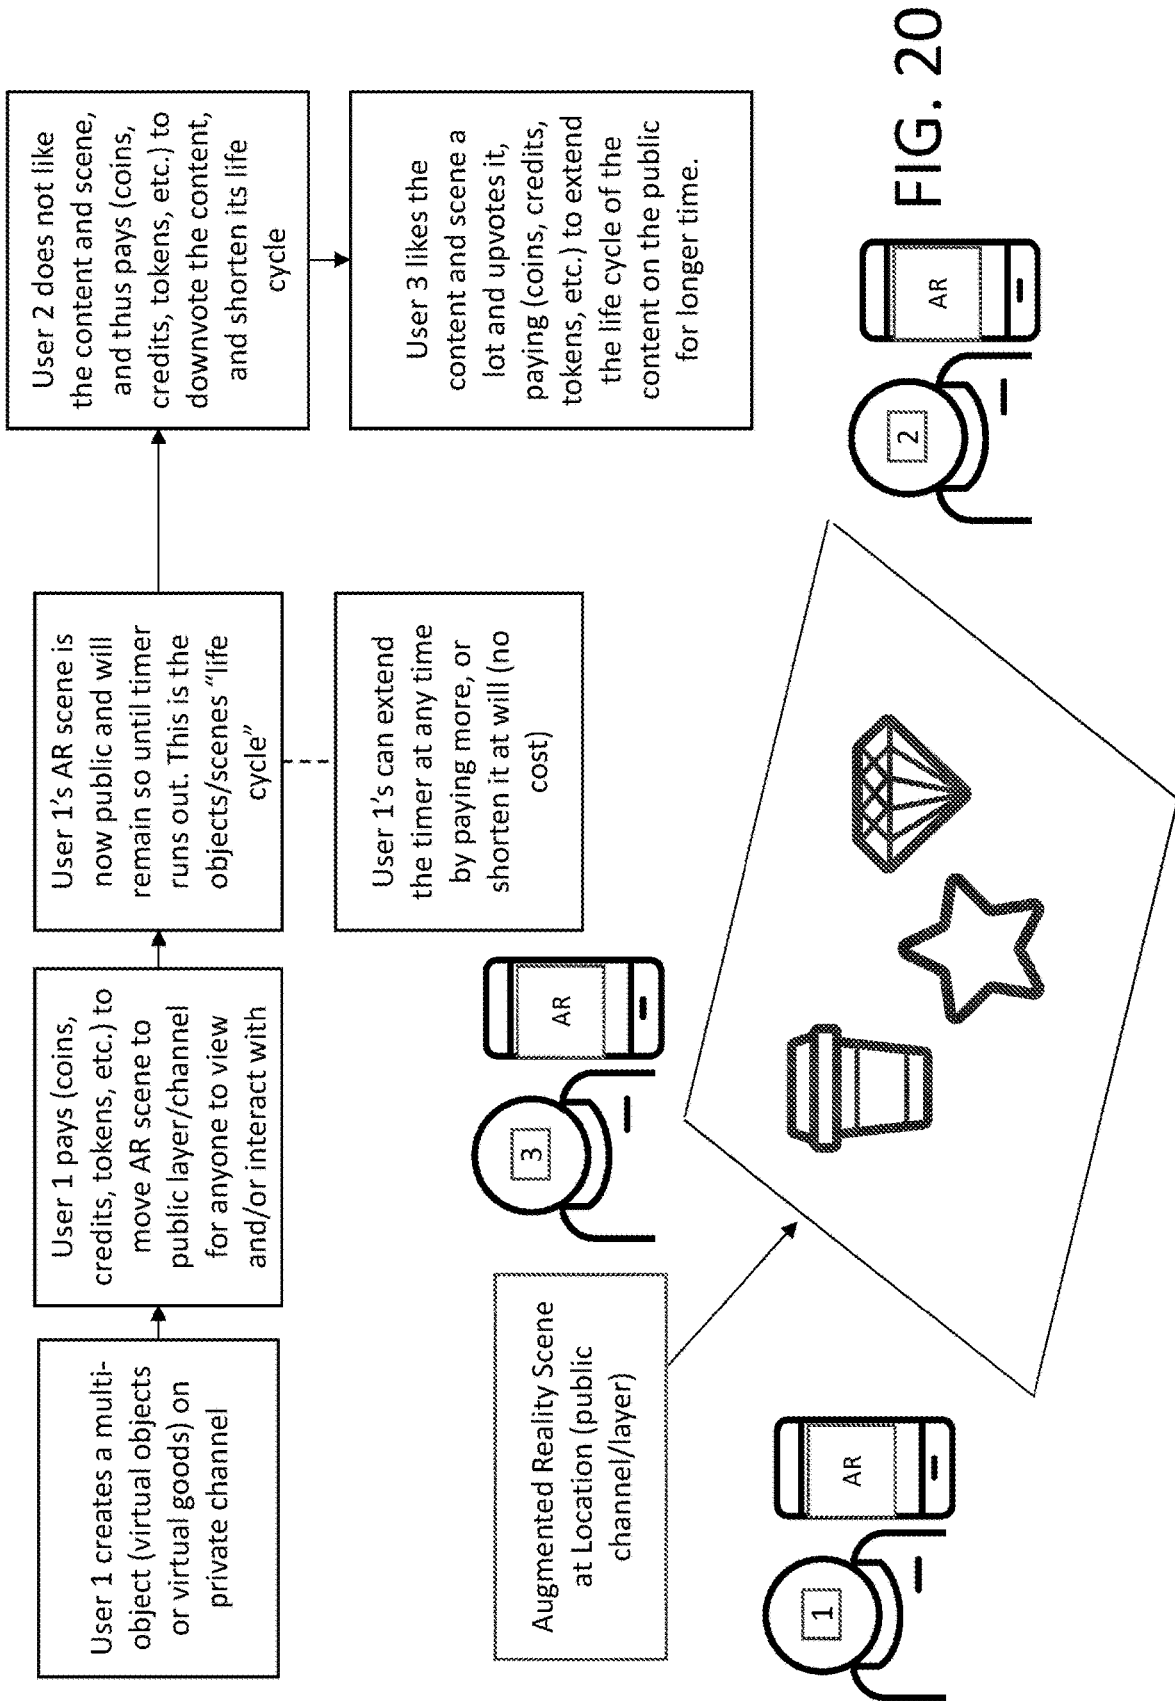 User 1 creates a multi-
object (virtual objects
or virtual goods) on
private channel
User 1 pays (coins,
credits, tokens, etc.) to
move AR scene to
public layer/channel
for anyone to view
and/or interact with
User 1’s AR scene is
now public and will
remain so until timer
runs out. This is the
objects/scenes “life
cycle”
User 1’s can extend
the timer at any time
by paying more, or
shorten it at will (no
cost)
User 2 does not like
the content and scene,
and thus pays (coins,
credits, tokens, etc.) to
downvote the content,
and shorten its life
cycle
User 3 likes the
content and scene a
lot and upvotes it,
paying (coins, credits,
tokens, etc.) to extend
the life cycle of the
content on the public
for longer time.
Augmented Reality Scene
at Location (public
channel/layer)
3
AR
1
AR
2
AR
FIG. 20